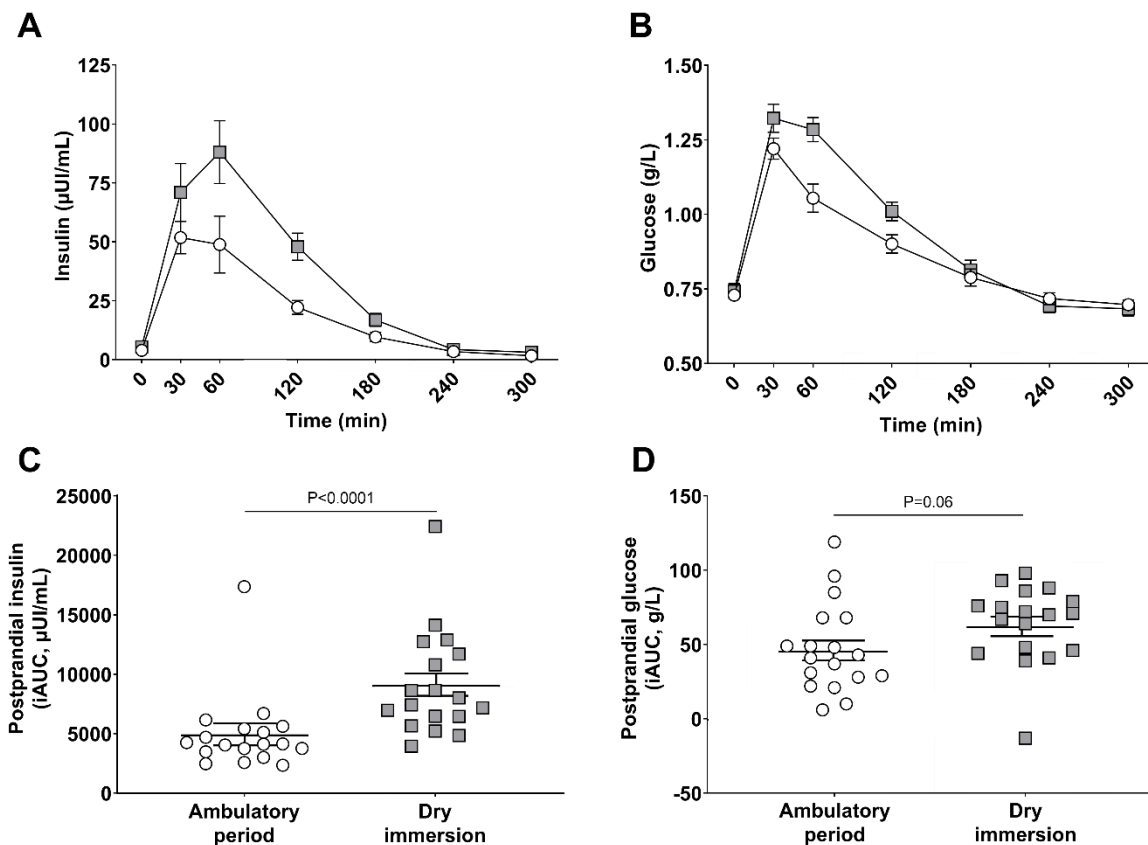 A
125
100
75
50
25
0
Insulin (µUI/mL)
0 30 60 120 180 240 300
Time (min)
B
1.50
1.25
1.00
0.75
0.50
Glucose (g/L)
0 30 60 120 180 240 300
Time (min)
C
25000
20000
15000
10000
5000
0
Postprandial insulin
(iAUC, µUI/mL)
P<0.0001
Ambulatory
period
Dry
immersion
D
150
100
50
0
-50
Postprandial glucose
(iAUC, g/L)
P=0.06
Ambulatory
period
Dry
immersion